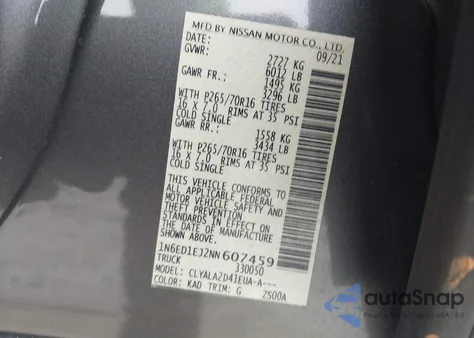 MFD BY NISSAN MOTOR CO., LTD.
DATE: 09/21
GVWR: 2727 KG
6012 LB
GAWR FR.: 1495 KG
3296 LB
WITH P265/70R16 TIRES
16 X 7.0 RIMS AT 35 PSI
COLD SINGLE
GAWR RR.: 1558 KG
3434 LB
WITH P265/70R16 TIRES
16 X 7.0 RIMS AT 35 PSI
COLD SINGLE
THIS VEHICLE CONFORMS TO
ALL APPLICABLE FEDERAL
MOTOR VEHICLE SAFETY AND
THEFT PREVENTION
STANDARDS IN EFFECT ON
THE DATE OF MANUFACTURE
SHOWN ABOVE.
1N6ED1EJ2NN607459
TRUCK 330050
MODEL: CLYALA2D41EUA-A---
COLOR: KAD TRIM: G 2S00A
autoSnap